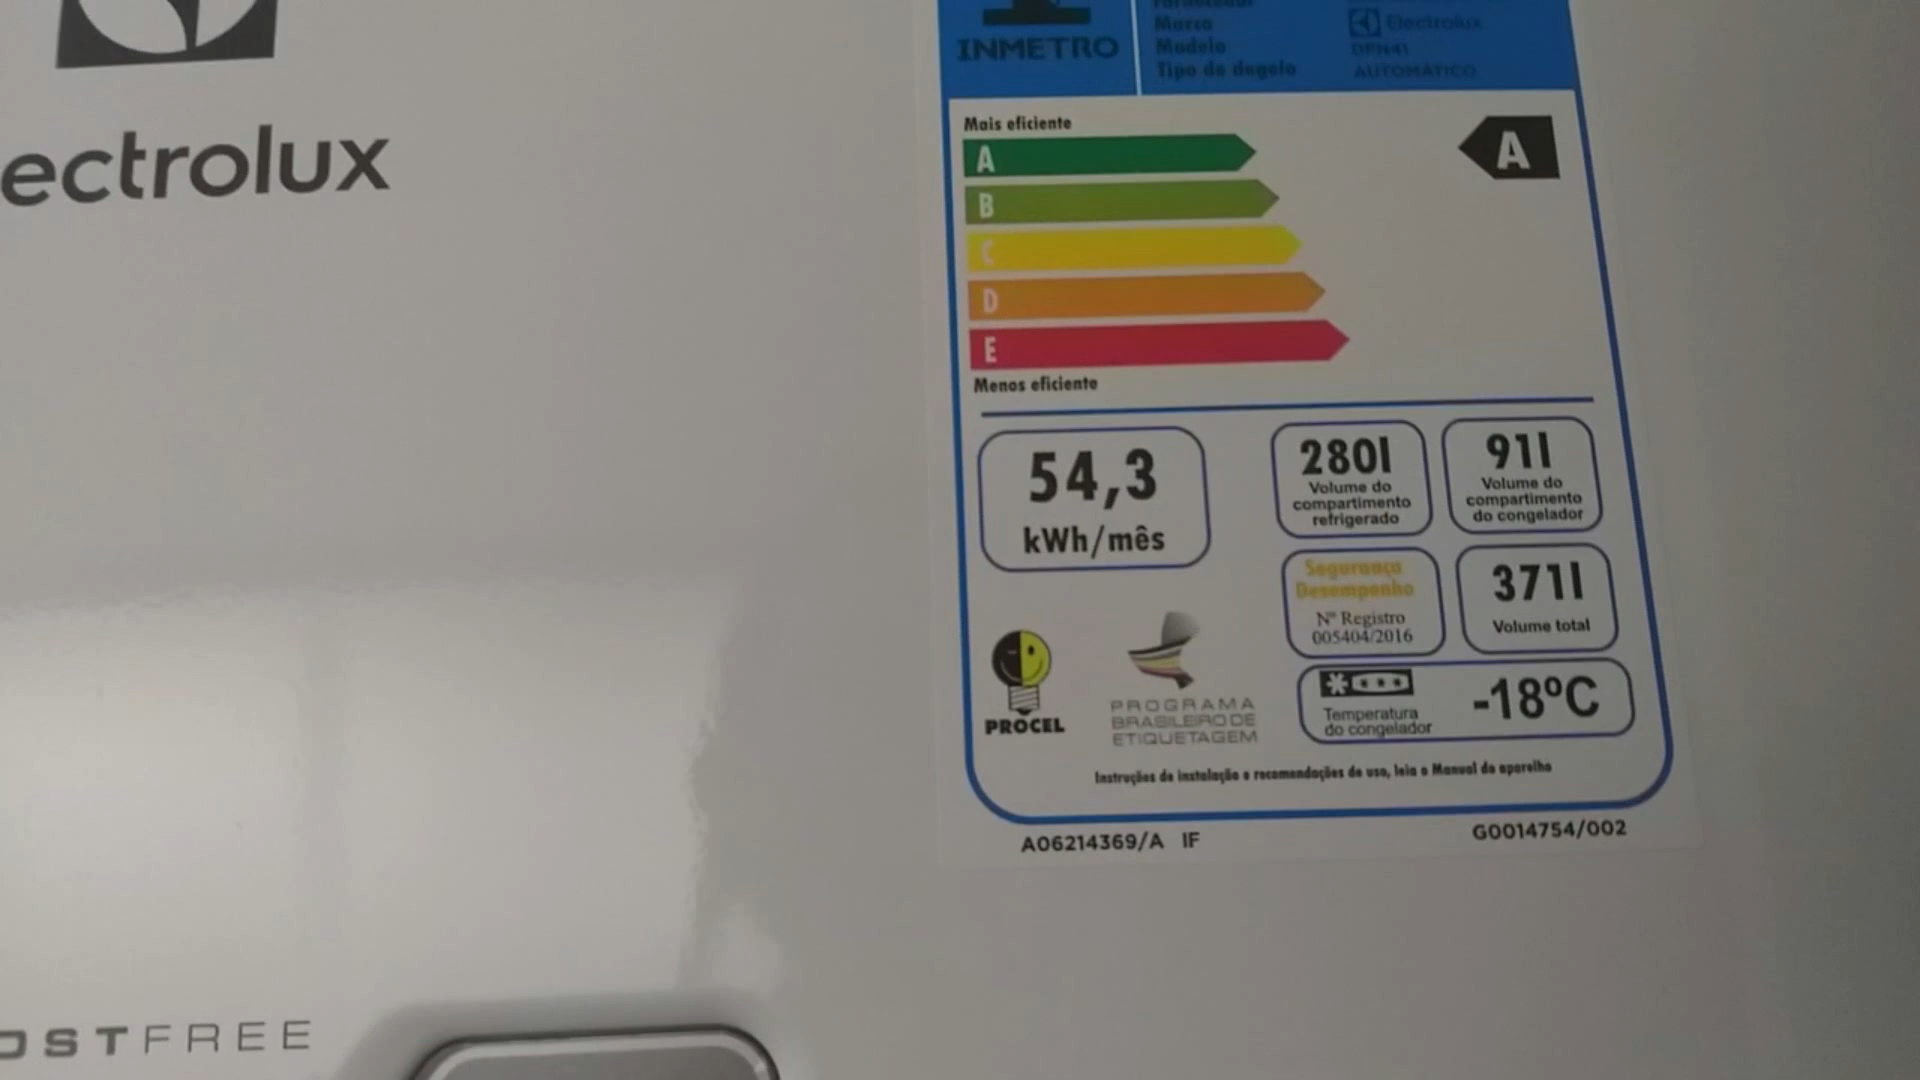 ectrolux
OSTFREE
INMETRO
Fornecedor
Marca
Modelo
Tipo de degelo
Electrolux
DFN41
AUTOMÁTICO
Mais eficiente
A
A
B
C
D
E
Menos eficiente
54,3
kWh/mês
280l
Volume do
compartimento
refrigerado
91l
Volume do
compartimento
do congelador
Segurança
Desempenho
Nº Registro
005404/2016
371l
Volume total
Temperatura
do congelador
-18ºC
PROCEL
PROGRAMA
BRASILEIRO DE
ETIQUETAGEM
Instruções de instalação e recomendações de uso, leia o Manual do aparelho
A06214369/A IF
G0014754/002